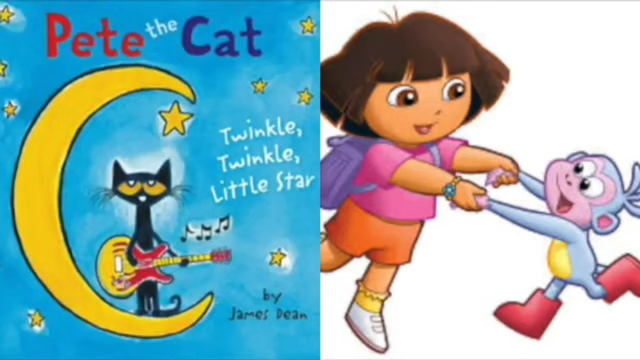 Pete the Cat
Twinkle,
Twinkle,
Little Star
by
James Dean